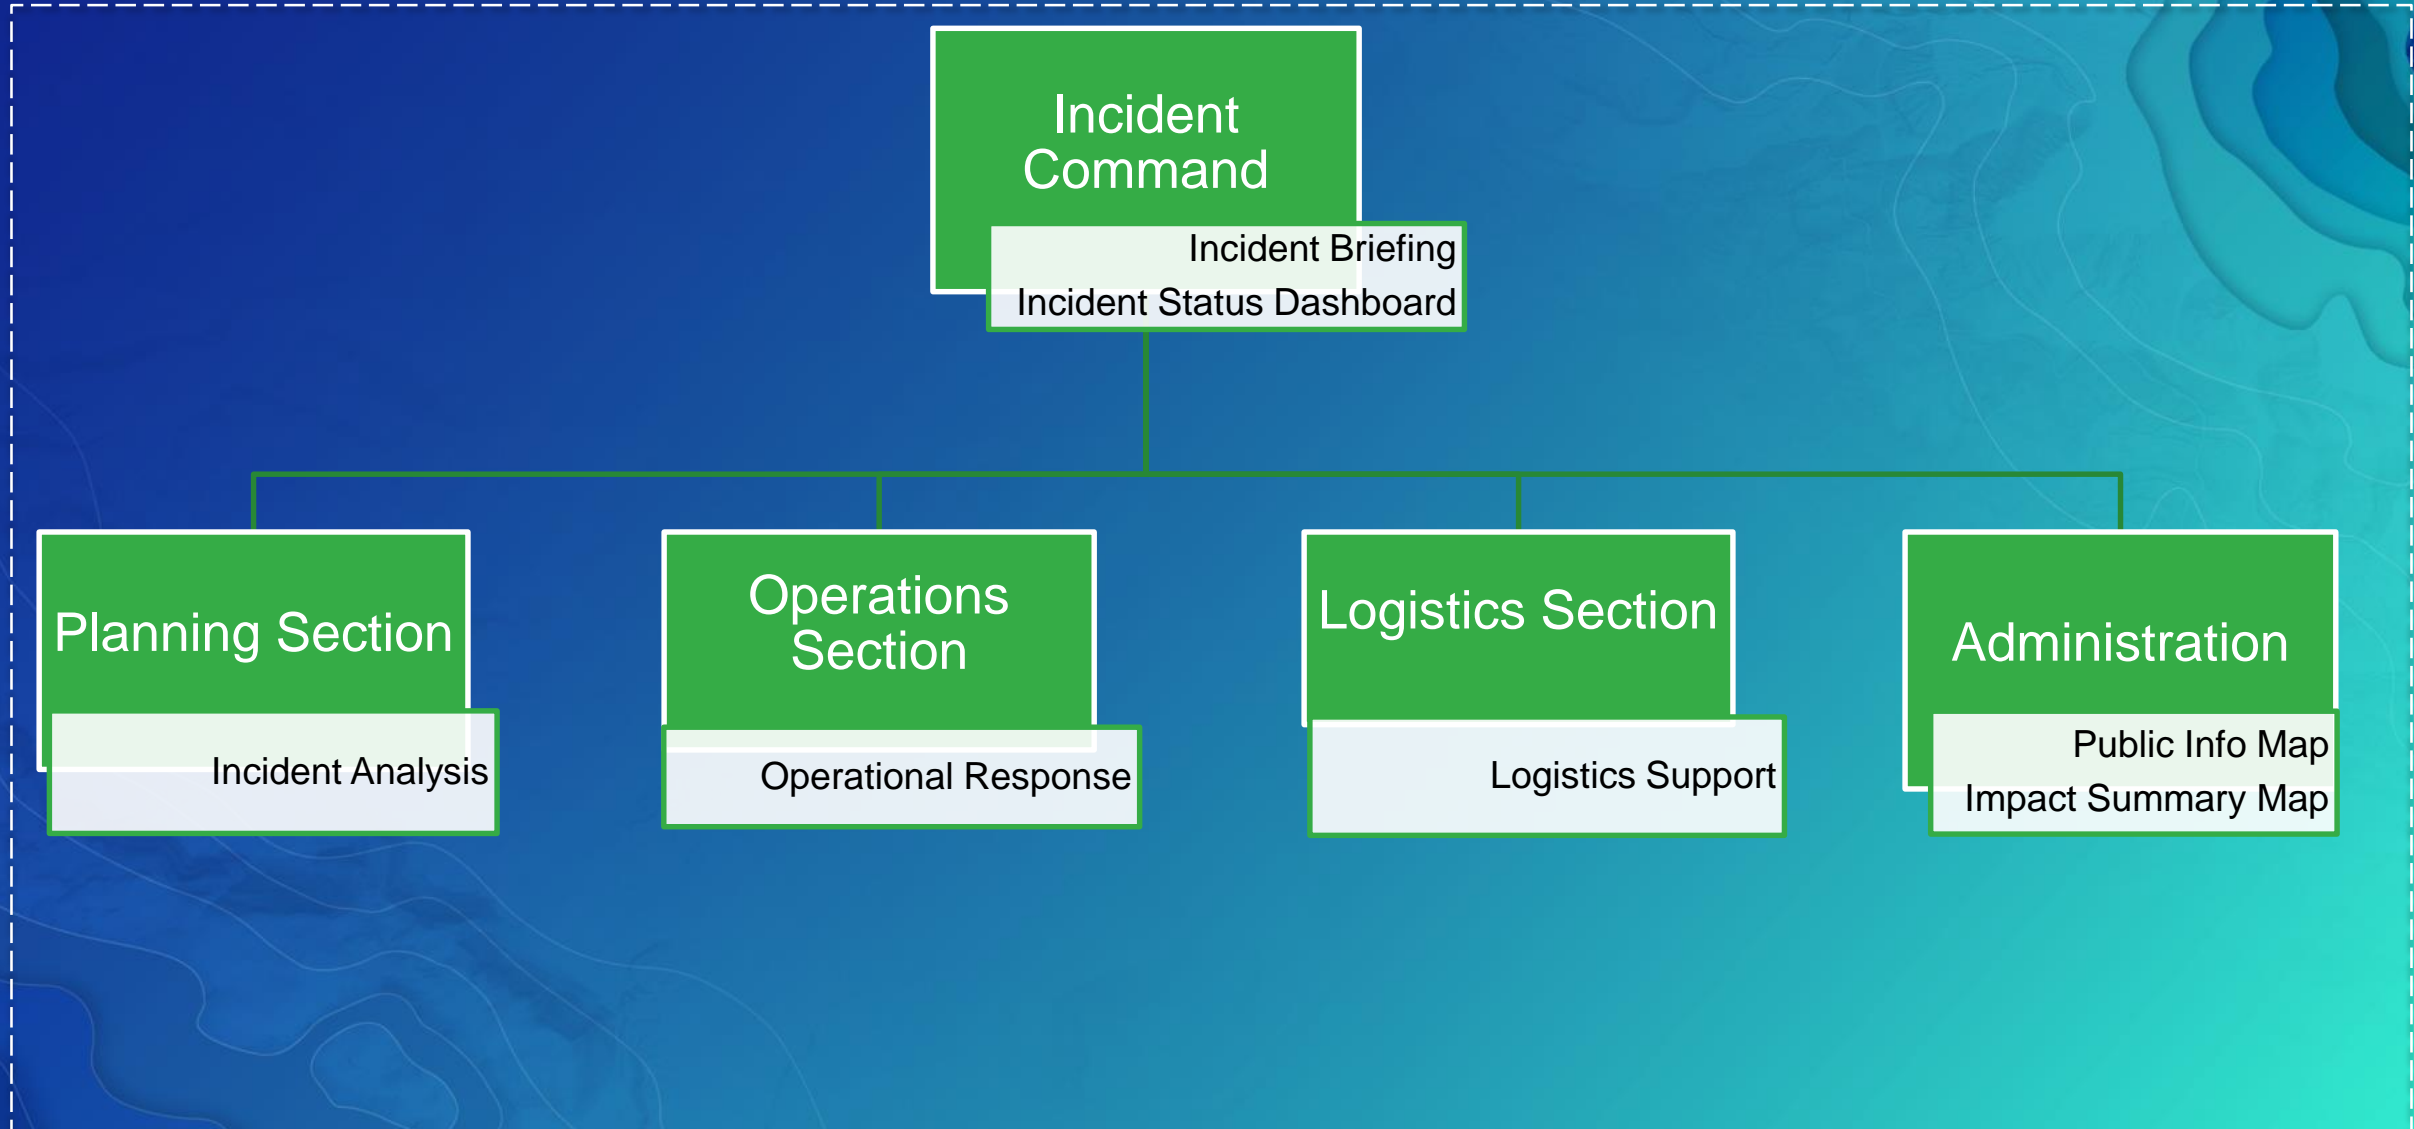 Incident
Command
Incident Briefing
Incident Status Dashboard
Planning Section
Incident Analysis
Operations
Section
Operational Response
Logistics Section
Logistics Support
Administration
Public Info Map
Impact Summary Map